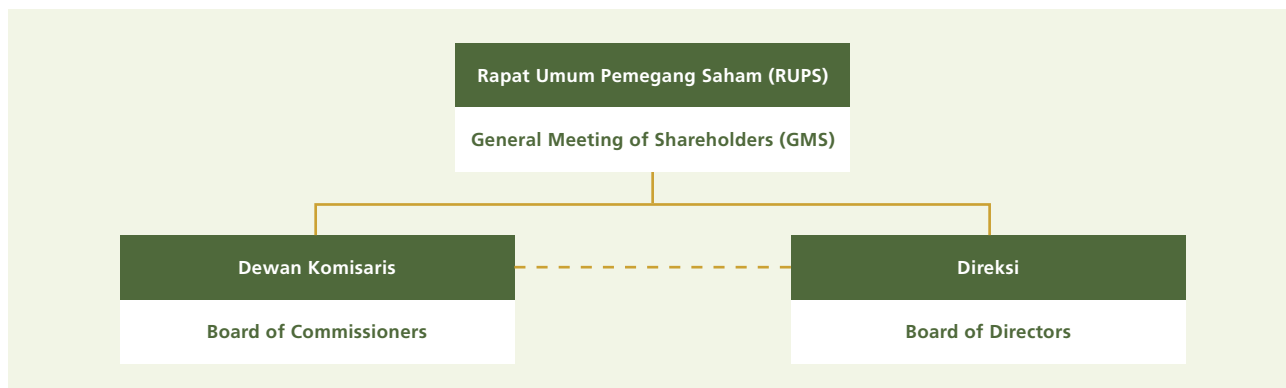 Rapat Umum Pemegang Saham (RUPS)
General Meeting of Shareholders (GMS)
Dewan Komisaris
Board of Commissioners
Direksi
Board of Directors